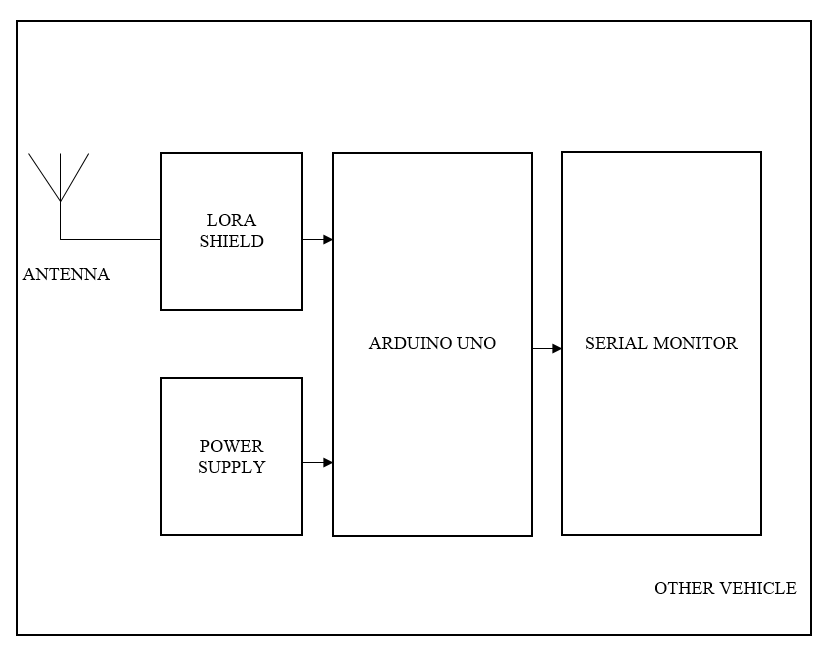 LORA
SHIELD
ANTENNA
ARDUINO UNO
SERIAL MONITOR
POWER
SUPPLY
OTHER VEHICLE